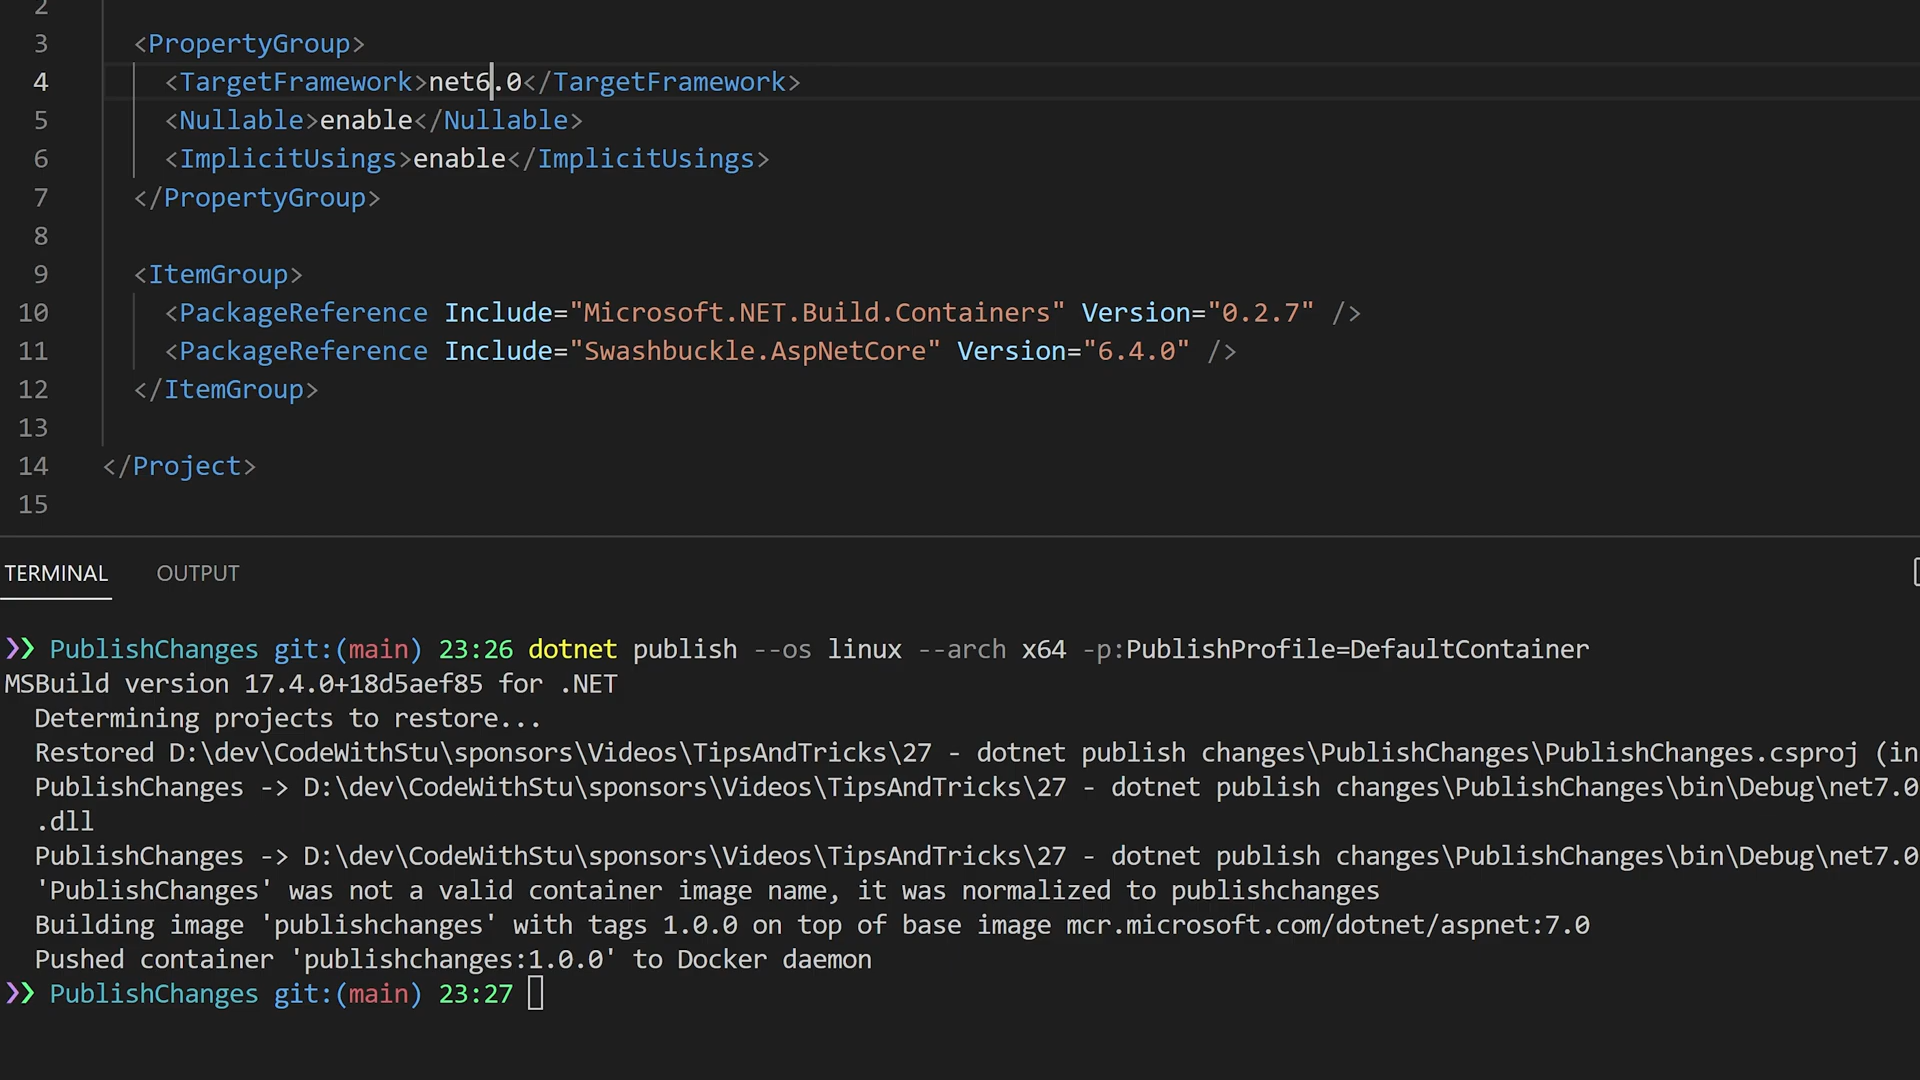 2
3 <PropertyGroup>
4 <TargetFramework>net6.0</TargetFramework>
5 <Nullable>enable</Nullable>
6 <ImplicitUsings>enable</ImplicitUsings>
7 </PropertyGroup>
8
9 <ItemGroup>
10 <PackageReference Include="Microsoft.NET.Build.Containers" Version="0.2.7" />
11 <PackageReference Include="Swashbuckle.AspNetCore" Version="6.4.0" />
12 </ItemGroup>
13
14 </Project>
15
TERMINAL OUTPUT
❯❯ PublishChanges git:(main) 23:26 dotnet publish --os linux --arch x64 -p:PublishProfile=DefaultContainer
MSBuild version 17.4.0+18d5aef85 for .NET
Determining projects to restore...
Restored D:\dev\CodeWithStu\sponsors\Videos\TipsAndTricks\27 - dotnet publish changes\PublishChanges\PublishChanges.csproj (in
PublishChanges -> D:\dev\CodeWithStu\sponsors\Videos\TipsAndTricks\27 - dotnet publish changes\PublishChanges\bin\Debug\net7.0
.dll
PublishChanges -> D:\dev\CodeWithStu\sponsors\Videos\TipsAndTricks\27 - dotnet publish changes\PublishChanges\bin\Debug\net7.0
'PublishChanges' was not a valid container image name, it was normalized to publishchanges
Building image 'publishchanges' with tags 1.0.0 on top of base image mcr.microsoft.com/dotnet/aspnet:7.0
Pushed container 'publishchanges:1.0.0' to Docker daemon
❯❯ PublishChanges git:(main) 23:27